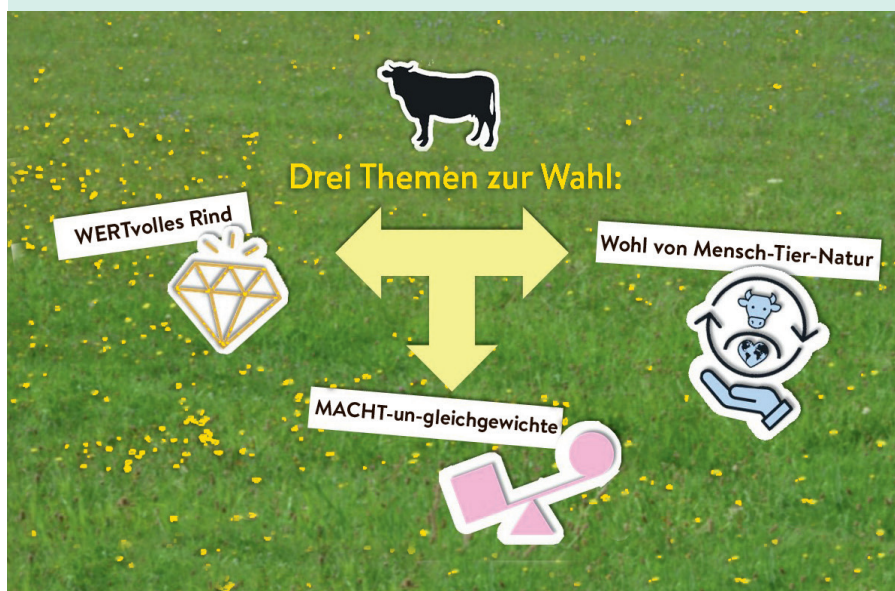 Drei Themen zur Wahl:
WERTvolles Rind
Wohl von Mensch-Tier-Natur
MACHT-un-gleichgewichte